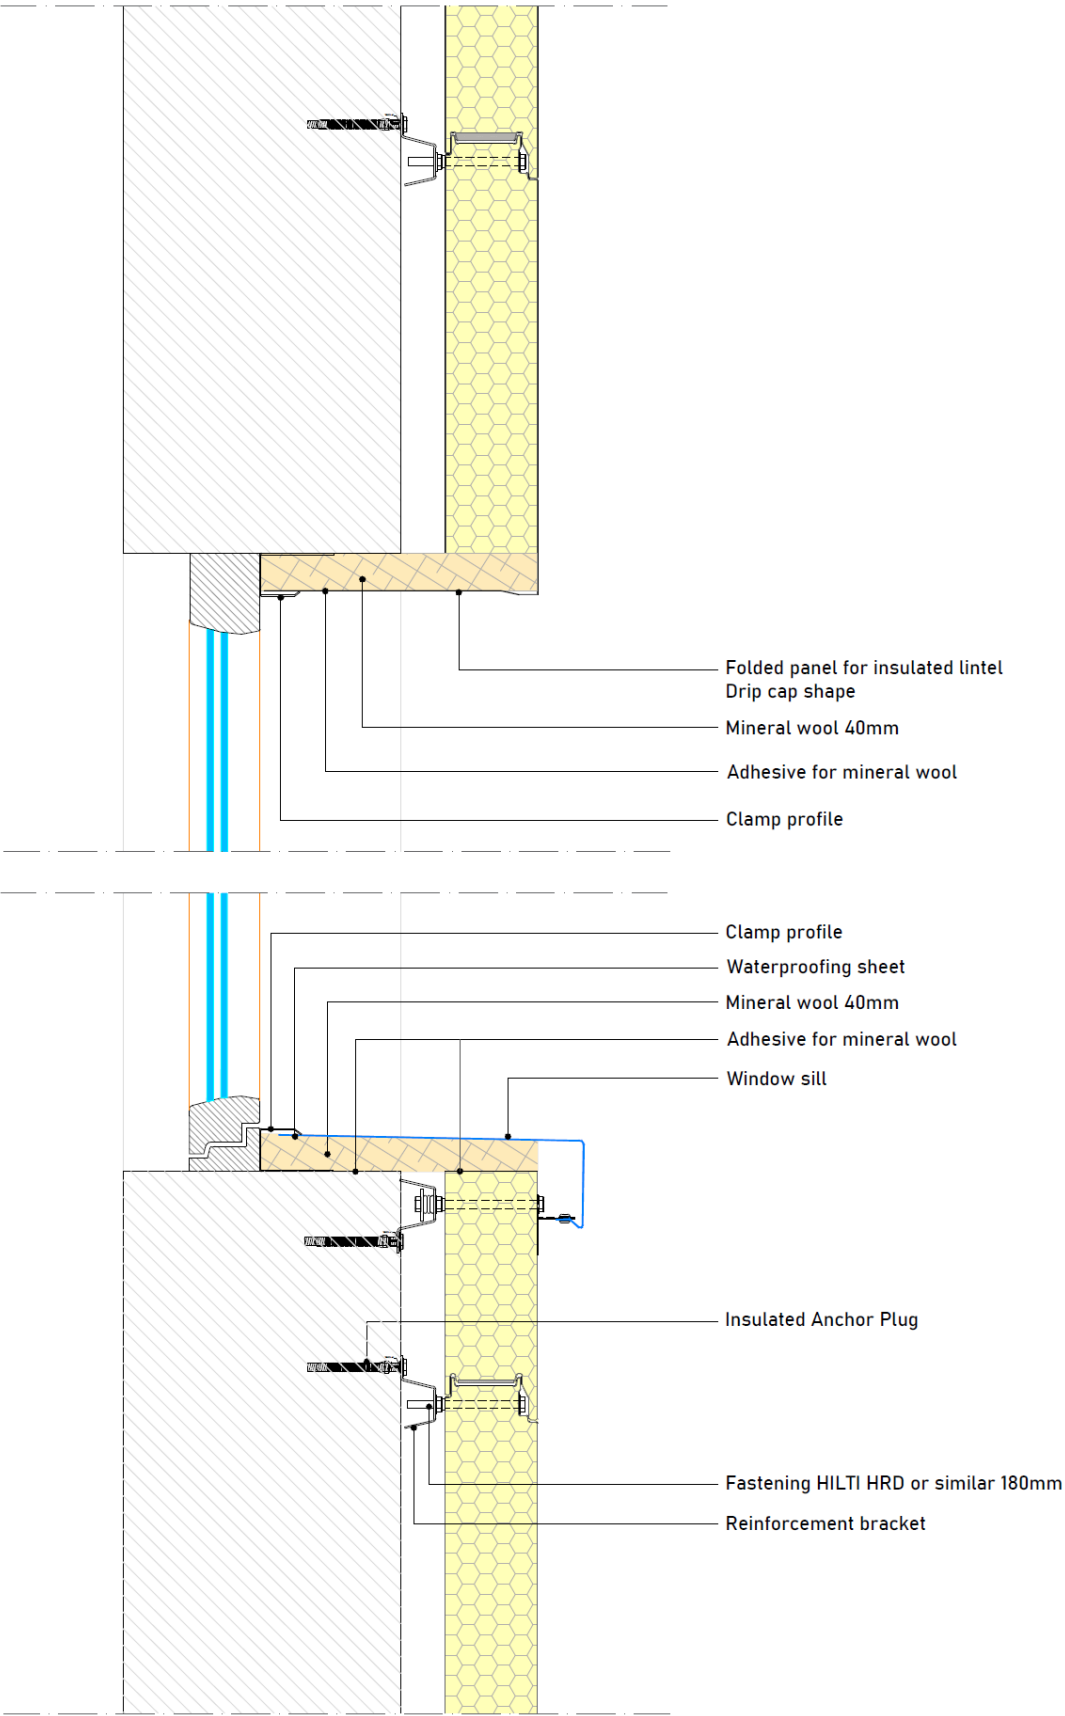 Folded panel for insulated lintel
Drip cap shape
Mineral wool 40mm
Adhesive for mineral wool
Clamp profile
Clamp profile
Waterproofing sheet
Mineral wool 40mm
Adhesive for mineral wool
Window sill
Insulated Anchor Plug
Fastening HILTI HRD or similar 180mm
Reinforcement bracket